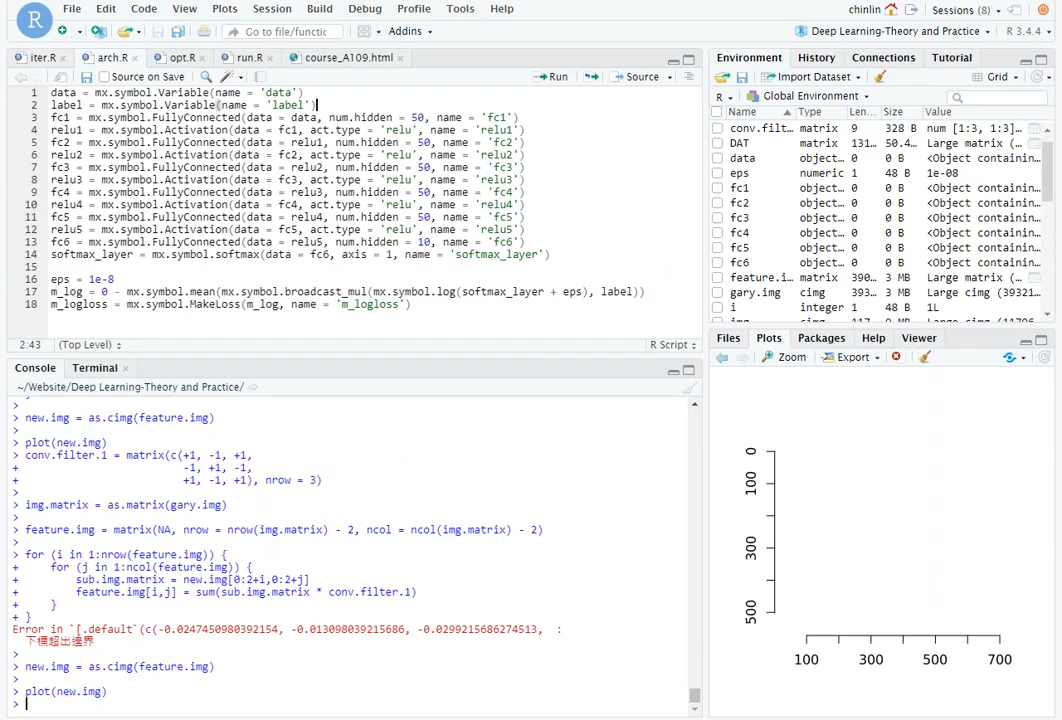 File Edit Code View Plots Session Build Debug Profile Tools Help
chinlin Sessions (8)
Go to file/functic Addins
Deep Learning-Theory and Practice R 3.4.4
iter.R arch.R opt.R run.R course_A109.html
Source on Save Run Source
1 data = mx.symbol.Variable(name = 'data')
2 label = mx.symbol.Variable(name = 'label')
3 fc1 = mx.symbol.FullyConnected(data = data, num.hidden = 50, name = 'fc1')
4 relu1 = mx.symbol.Activation(data = fc1, act.type = 'relu', name = 'relu1')
5 fc2 = mx.symbol.FullyConnected(data = relu1, num.hidden = 50, name = 'fc2')
6 relu2 = mx.symbol.Activation(data = fc2, act.type = 'relu', name = 'relu2')
7 fc3 = mx.symbol.FullyConnected(data = relu2, num.hidden = 50, name = 'fc3')
8 relu3 = mx.symbol.Activation(data = fc3, act.type = 'relu', name = 'relu3')
9 fc4 = mx.symbol.FullyConnected(data = relu3, num.hidden = 50, name = 'fc4')
10 relu4 = mx.symbol.Activation(data = fc4, act.type = 'relu', name = 'relu4')
11 fc5 = mx.symbol.FullyConnected(data = relu4, num.hidden = 50, name = 'fc5')
12 relu5 = mx.symbol.Activation(data = fc5, act.type = 'relu', name = 'relu5')
13 fc6 = mx.symbol.FullyConnected(data = relu5, num.hidden = 10, name = 'fc6')
14 softmax_layer = mx.symbol.softmax(data = fc6, axis = 1, name = 'softmax_layer')
15
16 eps = 1e-8
17 m_log = 0 - mx.symbol.mean(mx.symbol.broadcast_mul(mx.symbol.log(softmax_layer + eps), label))
18 m_logloss = mx.symbol.MakeLoss(m_log, name = 'm_logloss')
2:43 (Top Level) R Script
Console Terminal
~/Website/Deep Learning-Theory and Practice/
>
> new.img = as.cimg(feature.img)
>
> plot(new.img)
> conv.filter.1 = matrix(c(+1, -1, +1,
+ -1, +1, -1,
+ +1, -1, +1), nrow = 3)
>
> img.matrix = as.matrix(gary.img)
>
> feature.img = matrix(NA, nrow = nrow(img.matrix) - 2, ncol = ncol(img.matrix) - 2)
>
> for (i in 1:nrow(feature.img)) {
+ for (j in 1:ncol(feature.img)) {
+ sub.img.matrix = new.img[0:2+i,0:2+j]
+ feature.img[i,j] = sum(sub.img.matrix * conv.filter.1)
+ }
+ }
Error in `[.default`(c(-0.0247450980392154, -0.013098039215686, -0.0299215686274513, :
下標超出邊界
>
> new.img = as.cimg(feature.img)
>
> plot(new.img)
>
Environment History Connections Tutorial
Import Dataset Grid
R Global Environment
Name Type Len… Size Value
conv.filt… matrix 9 328 B num [1:3, 1:3]…
DAT matrix 131… 50.4… Large matrix (…
data object… 0 0 B <Object containin…
eps numeric 1 48 B 1e-08
fc1 object… 0 0 B <Object containin…
fc2 object… 0 0 B <Object containin…
fc3 object… 0 0 B <Object containin…
fc4 object… 0 0 B <Object containin…
fc5 object… 0 0 B <Object containin…
fc6 object… 0 0 B <Object containin…
feature.i… matrix 390… 3 MB Large matrix (…
gary.img cimg 393… 3 MB Large cimg (39321…
i integer 1 48 B 1L
Files Plots Packages Help Viewer
Zoom Export
0
100
300
500
100 300 500 700